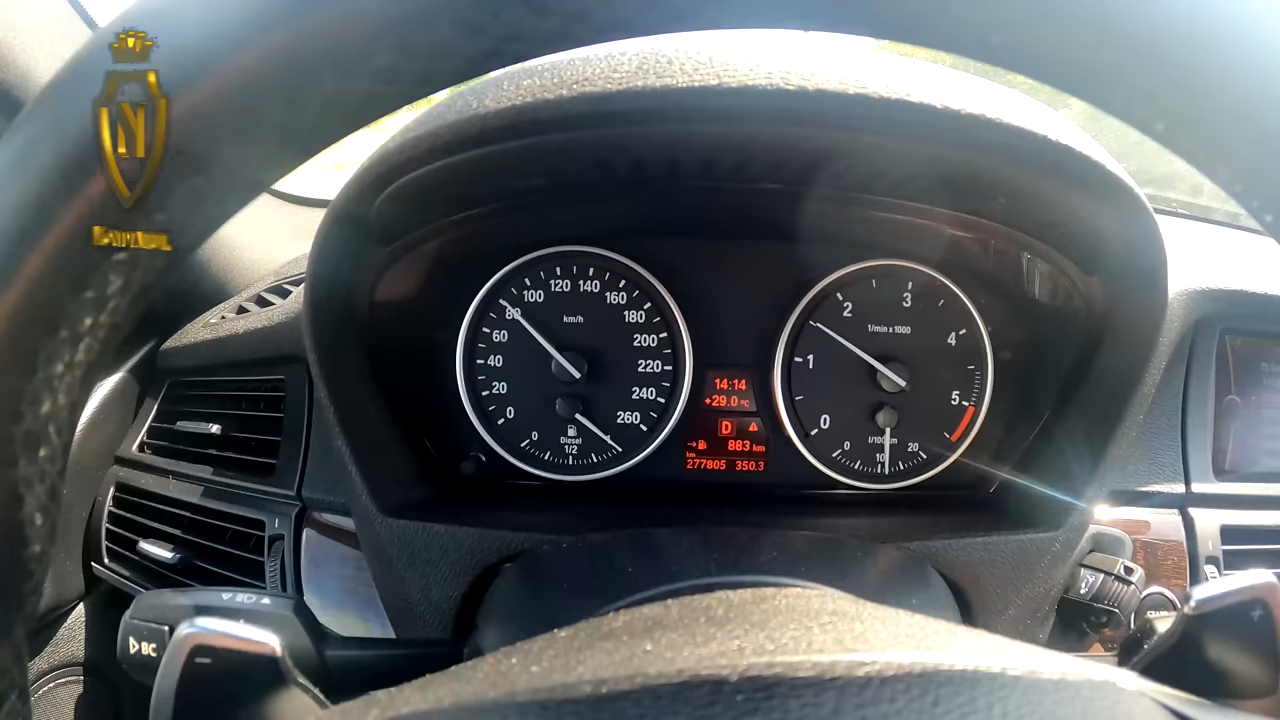 100 120 140 160
80 km/h 180
60 200
40 220
20 240
0 260
0 Diesel 1/2
14:14
+29.0 °C
D
883 km
km
277805 350.3
2 3
1/min x 1000
1 4
5
0
l/100km
0 10 20
BC